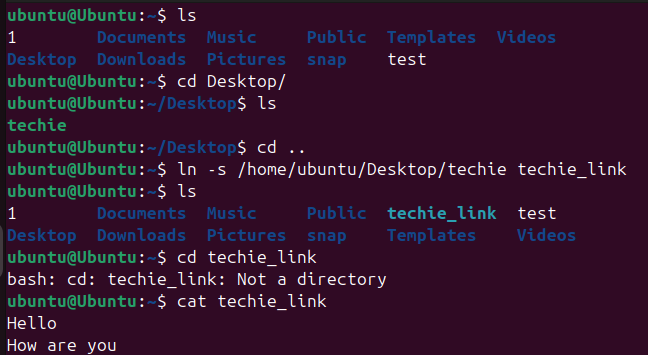 ubuntu@Ubuntu:~$ ls
1 Documents Music Public Templates Videos
Desktop Downloads Pictures snap test
ubuntu@Ubuntu:~$ cd Desktop/
ubuntu@Ubuntu:~/Desktop$ ls
techie
ubuntu@Ubuntu:~/Desktop$ cd ..
ubuntu@Ubuntu:~$ ln -s /home/ubuntu/Desktop/techie techie_link
ubuntu@Ubuntu:~$ ls
1 Documents Music Public techie_link test
Desktop Downloads Pictures snap Templates Videos
ubuntu@Ubuntu:~$ cd techie_link
bash: cd: techie_link: Not a directory
ubuntu@Ubuntu:~$ cat techie_link
Hello
How are you